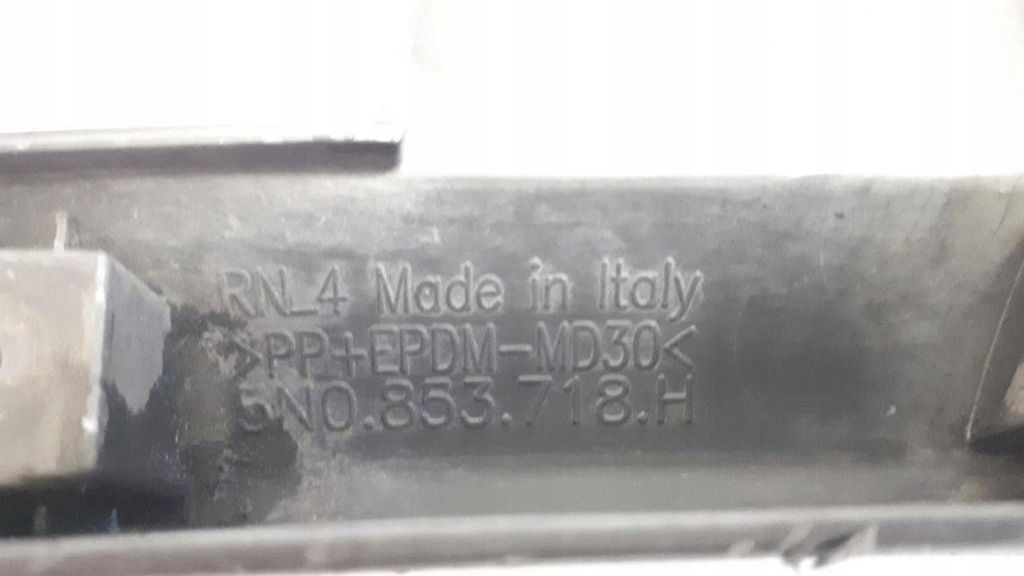 RN_4 Made in Italy
>PP+EPDM-MD30<
5N0.853.718.H